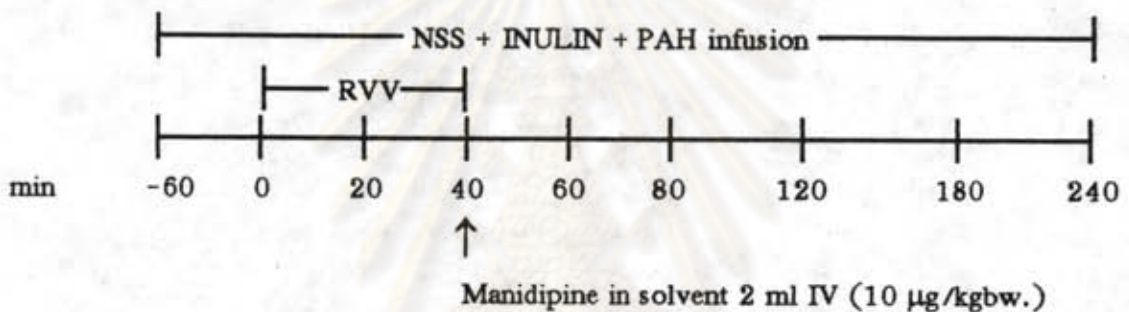 NSS + INULIN + PAH infusion
RVV
min -60 0 20 40 60 80 120 180 240
Manidipine in solvent 2 ml IV (10 µg/kgbw.)